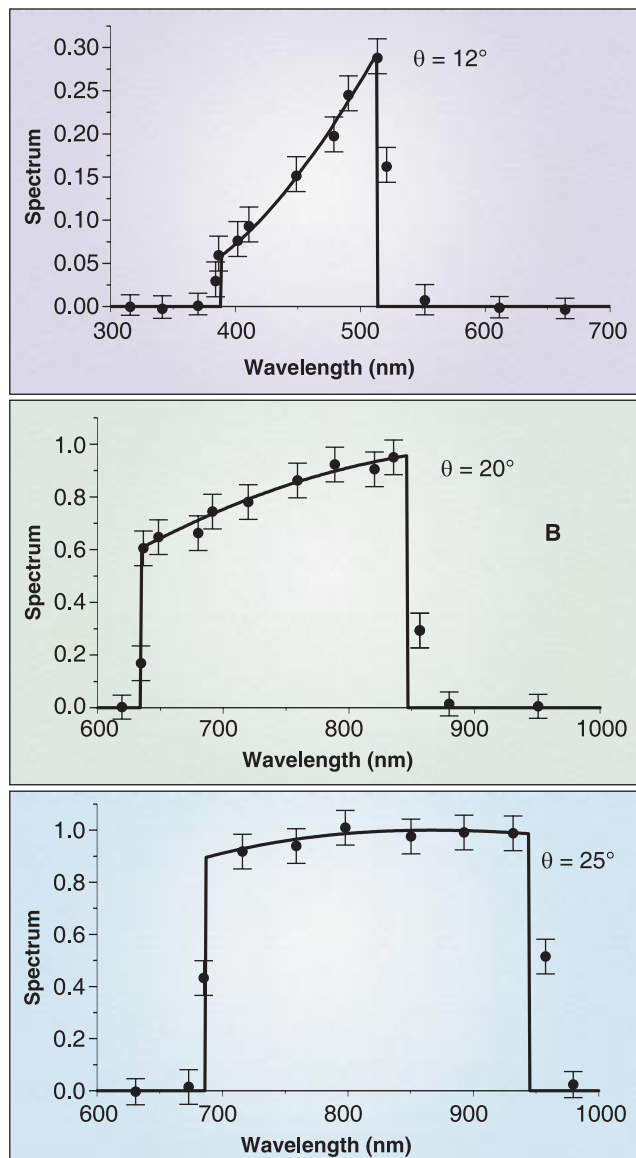 0.30
0.25
0.20
0.15
0.10
0.05
0.00
Spectrum
θ = 12°
300 400 500 600 700
Wavelength (nm)
1.0
0.8
0.6
0.4
0.2
0.0
Spectrum
θ = 20°
B
600 700 800 900 1000
Wavelength (nm)
1.0
0.8
0.6
0.4
0.2
0.0
Spectrum
θ = 25°
600 700 800 900 1000
Wavelength (nm)